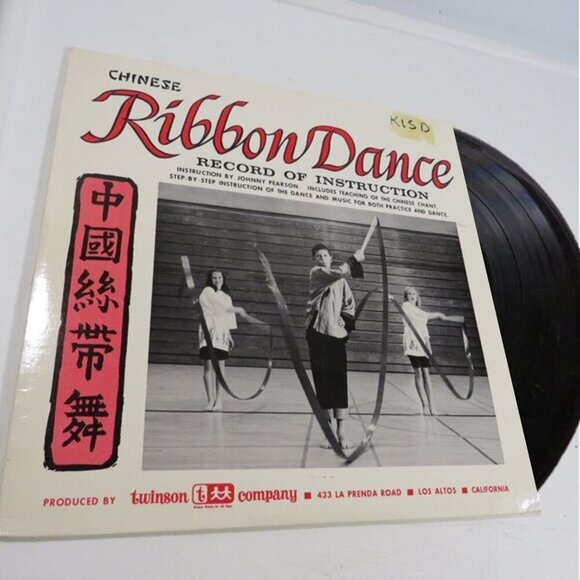 CHINESE
Ribbon Dance
KISD
RECORD OF INSTRUCTION
INSTRUCTION BY JOHNNY PEARSON. INCLUDES TEACHING OF THE CHINESE CHANT.
STEP-BY-STEP INSTRUCTION OF THE DANCE AND MUSIC FOR BOTH PRACTICE AND DANCE.
中國絲帶舞
PRODUCED BY twinson t company ■ 433 LA PRENDA ROAD ■ LOS ALTOS ■ CALIFORNIA